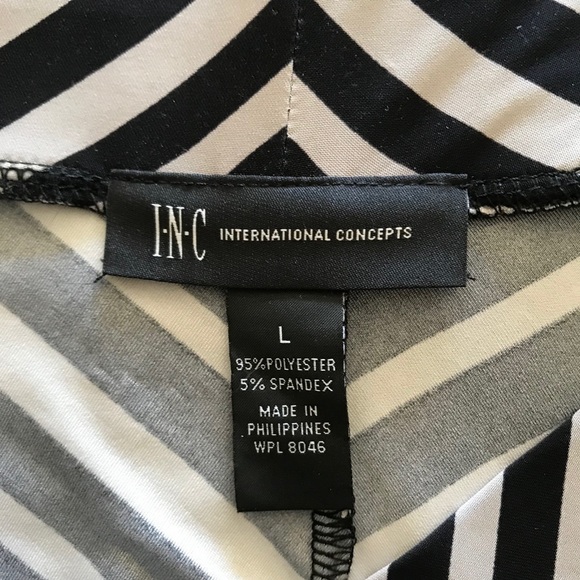 I·N·C INTERNATIONAL CONCEPTS
L
95%POLYESTER
5% SPANDEX
MADE IN
PHILIPPINES
WPL 8046